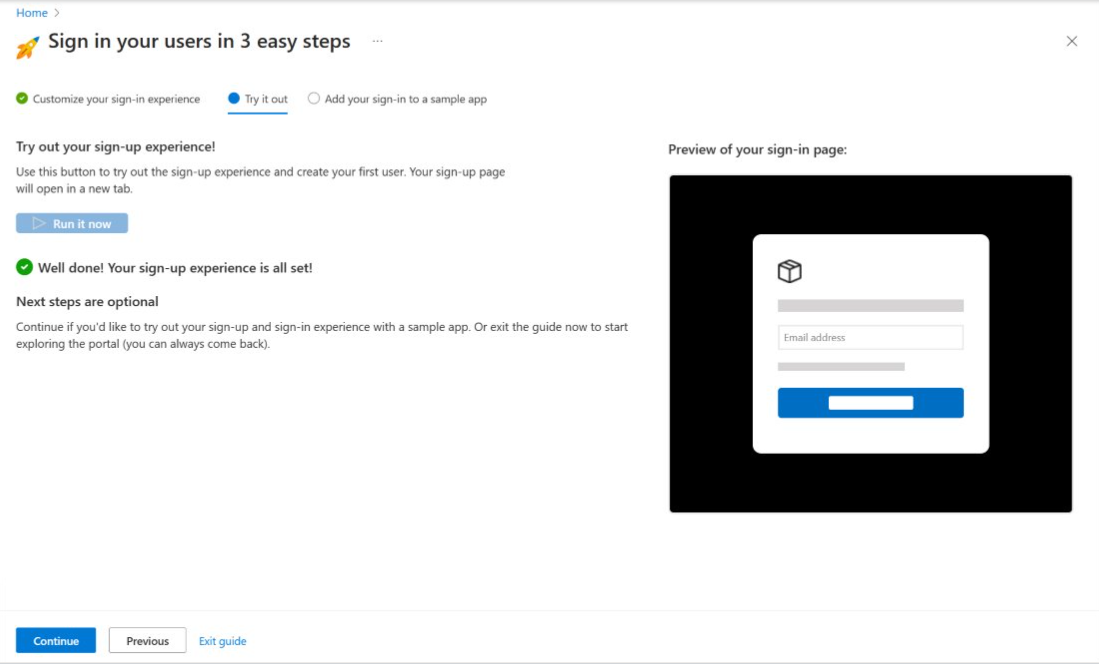 Home
Sign in your users in 3 easy steps ...
Customize your sign-in experience
Try it out
Add your sign-in to a sample app
Try out your sign-up experience!
Use this button to try out the sign-up experience and create your first user. Your sign-up page
will open in a new tab.
Run it now
Well done! Your sign-up experience is all set!
Next steps are optional
Continue if you'd like to try out your sign-up and sign-in experience with a sample app. Or exit the guide now to start
exploring the portal (you can always come back).
Preview of your sign-in page:
Email address
Continue
Previous
Exit guide